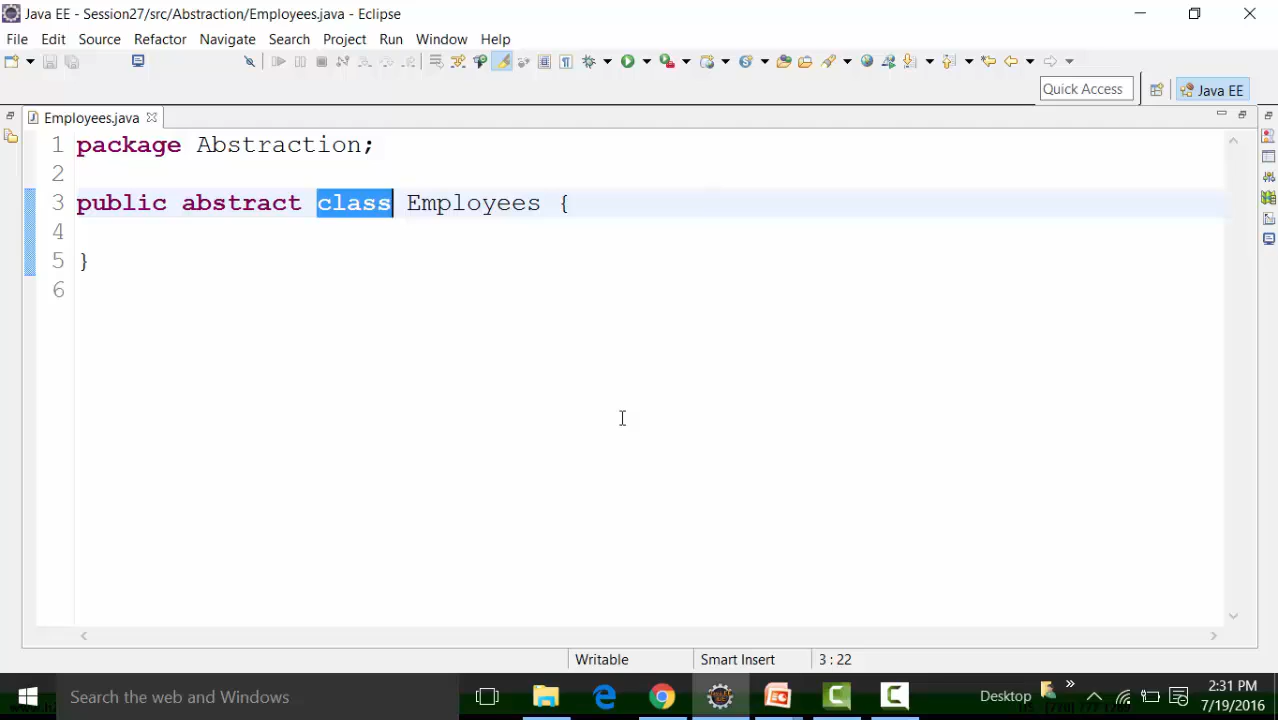 Java EE - Session27/src/Abstraction/Employees.java - Eclipse
File Edit Source Refactor Navigate Search Project Run Window Help
Quick Access Java EE
Employees.java
1 package Abstraction;
2
3 public abstract class Employees {
4
5 }
6
Writable Smart Insert 3 : 22
Search the web and Windows Desktop 2:31 PM
7/19/2016